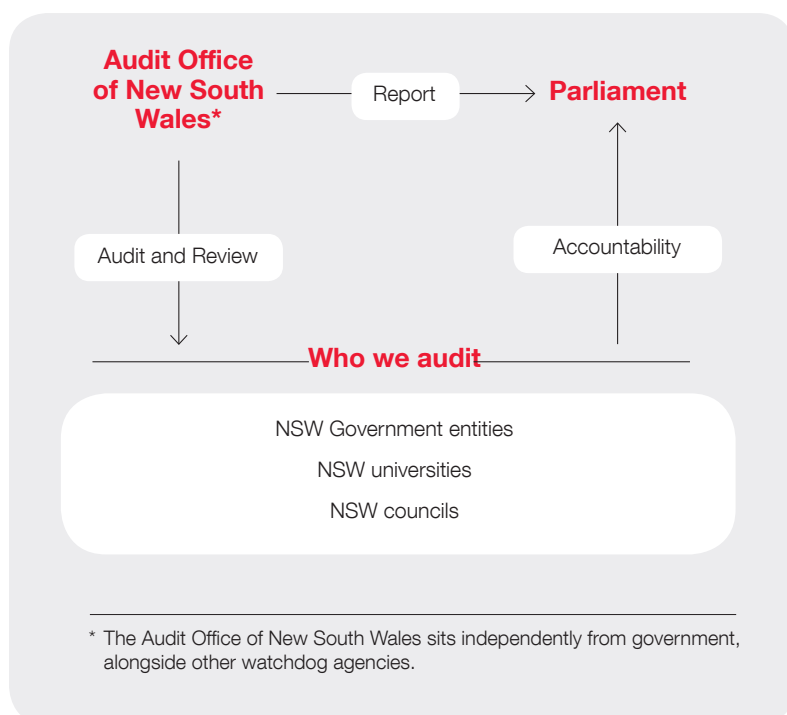 Audit Office
of New South
Wales*
Report
Parliament
Audit and Review
Accountability
Who we audit
NSW Government entities
NSW universities
NSW councils
* The Audit Office of New South Wales sits independently from government,
alongside other watchdog agencies.